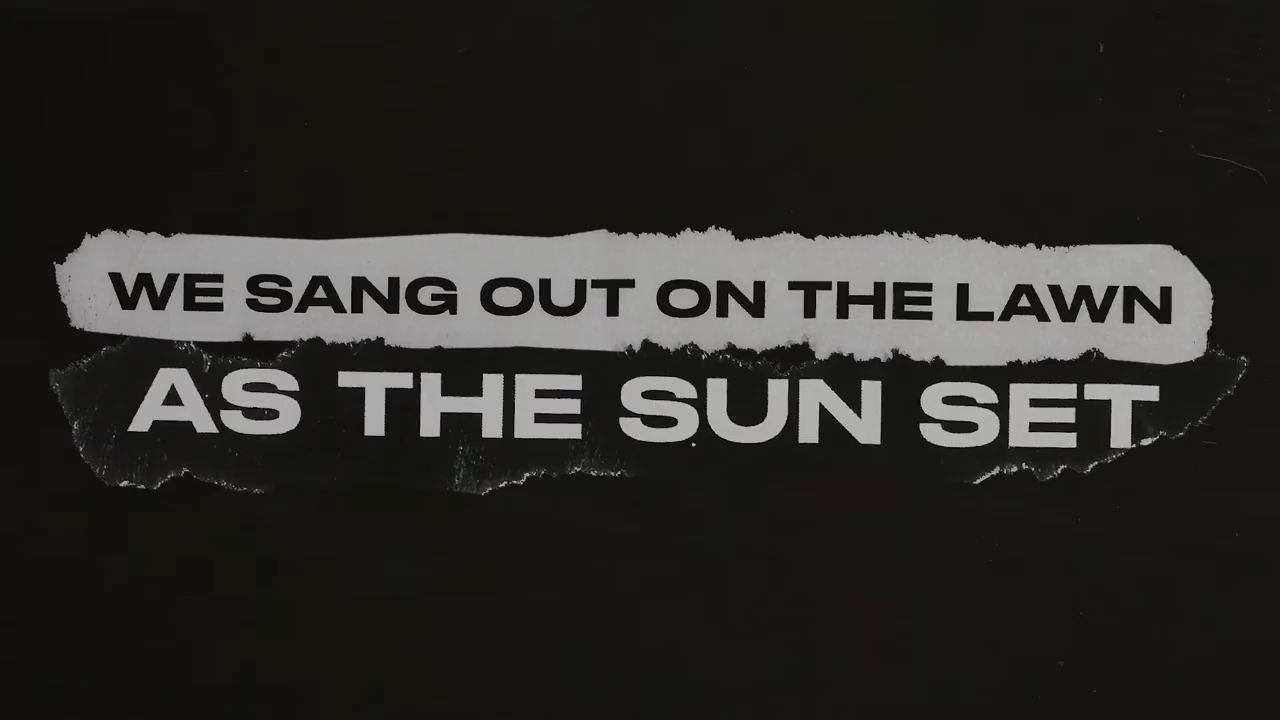 WE SANG OUT ON THE LAWN
AS THE SUN SET